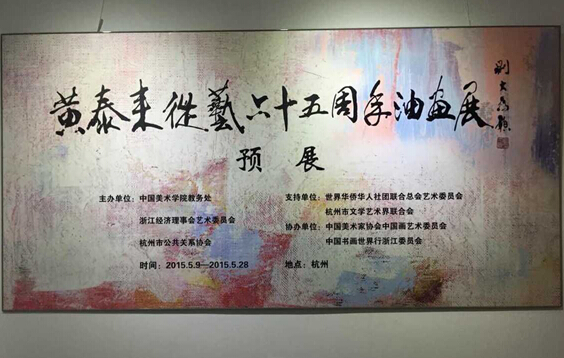 黄泰来從藝六十五周年油画展
刘大为题
预 展
主办单位：中国美术学院教务处
浙江经济理事会艺术委员会
杭州市公共关系协会
支持单位：世界华侨华人社团联合总会艺术委员会
杭州市文学艺术界联合会
协办单位：中国美术家协会中国画艺术委员会
中国书画世界行浙江委员会
时间：2015.5.9—2015.5.28
地点：杭州